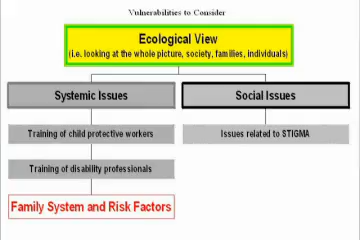 Vulnerabilities to Consider
Ecological View
(i.e. looking at the whole picture, society, families, individuals)
Systemic Issues
Social Issues
Training of child protective workers
Issues related to STIGMA
Training of disability professionals
Family System and Risk Factors